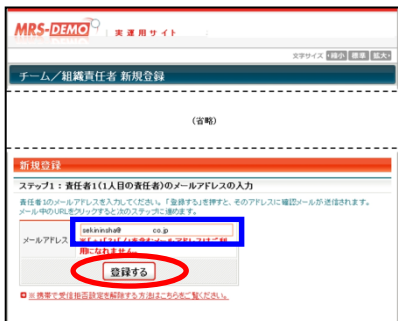 MRS-DEMO 実運用サイト
文字サイズ 縮小 標準 拡大
チーム／組織責任者 新規登録
(省略)
新規登録
ステップ1：責任者1(1人目の責任者)のメールアドレスの入力
責任者1のメールアドレスを入力してください。「登録する」を押すと、そのアドレスに確認メールが送信されます。
メール中のURLをクリックすると次のステップに進めます。
sekininsha@ co.jp
メールアドレス
用になれません。
登録する
※携帯で受信拒否設定を解除する方法はこちらをご覧ください。